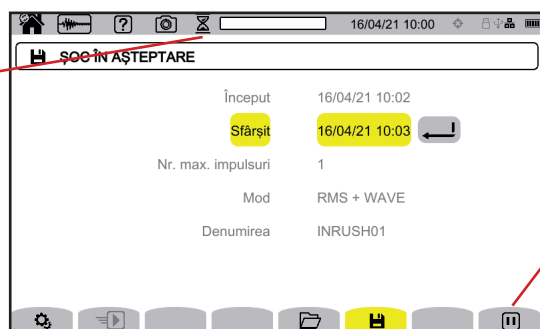 16/04/21 10:00
ȘOC ÎN AȘTEPTARE
Început 16/04/21 10:02
Sfârșit 16/04/21 10:03
Nr. max. impulsuri 1
Mod RMS + WAVE
Denumirea INRUSH01